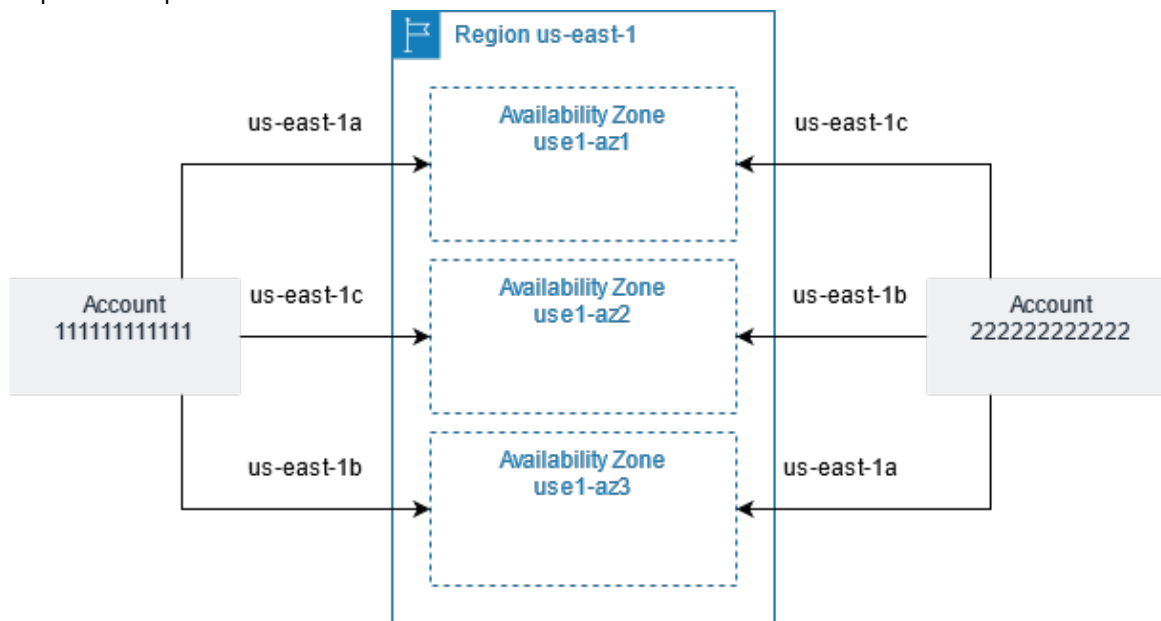 Region us-east-1
us-east-1a
Availability Zone
use1-az1
us-east-1c
Account
111111111111
us-east-1c
Availability Zone
use1-az2
us-east-1b
Account
222222222222
us-east-1b
Availability Zone
use1-az3
us-east-1a